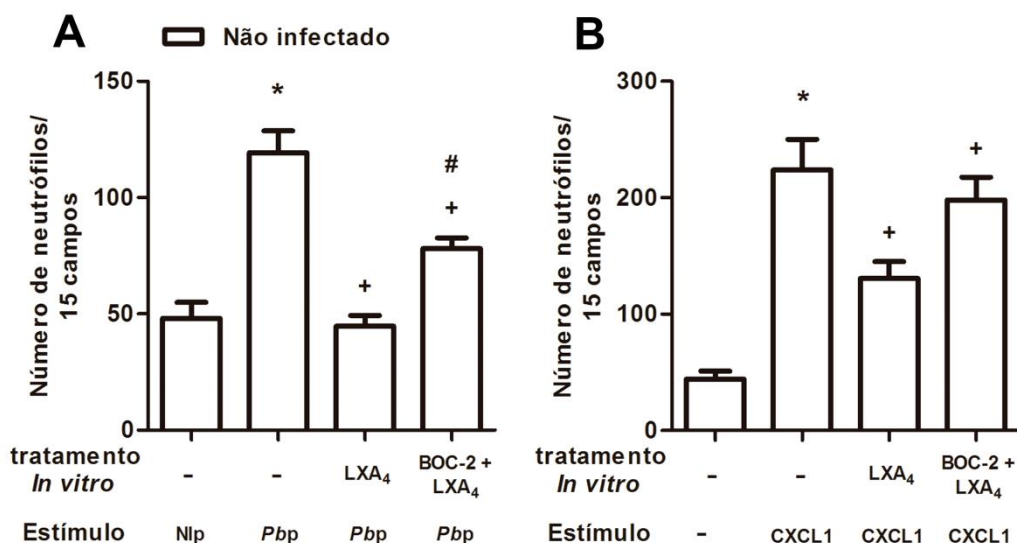 A
Não infectado
Número de neutrófilos/
15 campos
150
100
50
0
*
+
#
+
tratamento
In vitro
- - LXA₄ BOC-2 +
LXA₄
Estímulo NIp Pbp Pbp Pbp
B
Número de neutrófilos/
15 campos
300
200
100
0
*
+
+
tratamento
In vitro
- - LXA₄ BOC-2 +
LXA₄
Estímulo - CXCL1 CXCL1 CXCL1